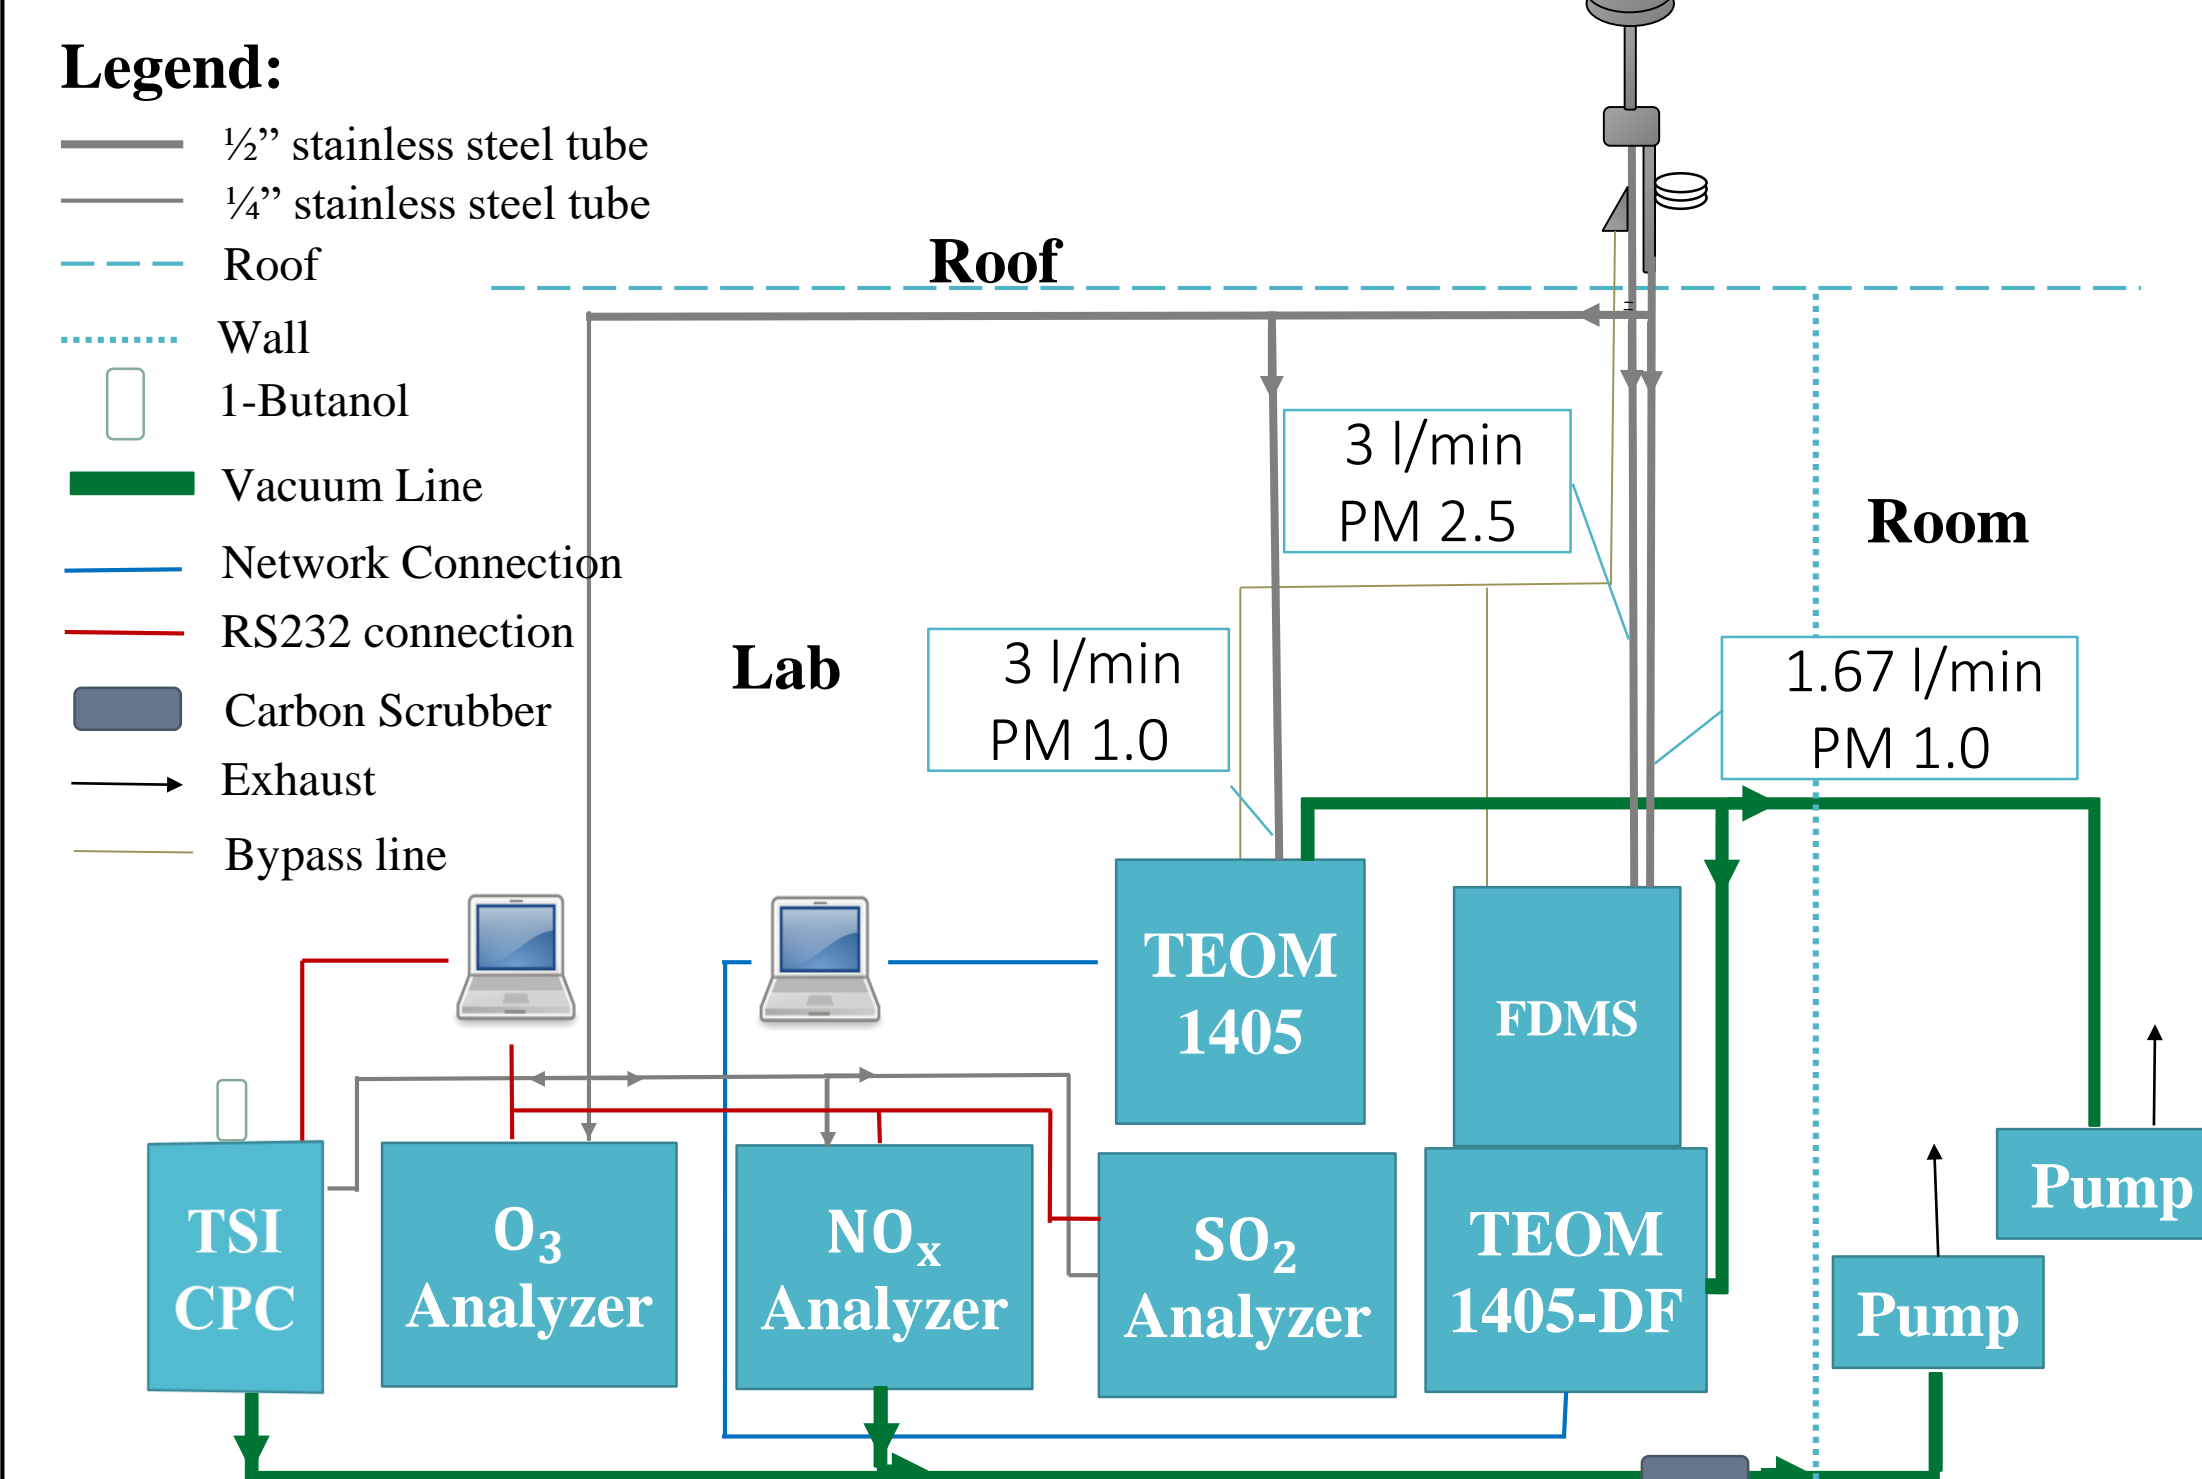 Legend:
½” stainless steel tube
¼” stainless steel tube
Roof
Wall
1-Butanol
Vacuum Line
Network Connection
RS232 connection
Carbon Scrubber
Exhaust
Bypass line
Roof
Lab
Room
3 l/min
PM 2.5
3 l/min
PM 1.0
1.67 l/min
PM 1.0
TEOM
1405
FDMS
TSI
CPC
O₃
Analyzer
NOₓ
Analyzer
SO₂
Analyzer
TEOM
1405-DF
Pump
Pump